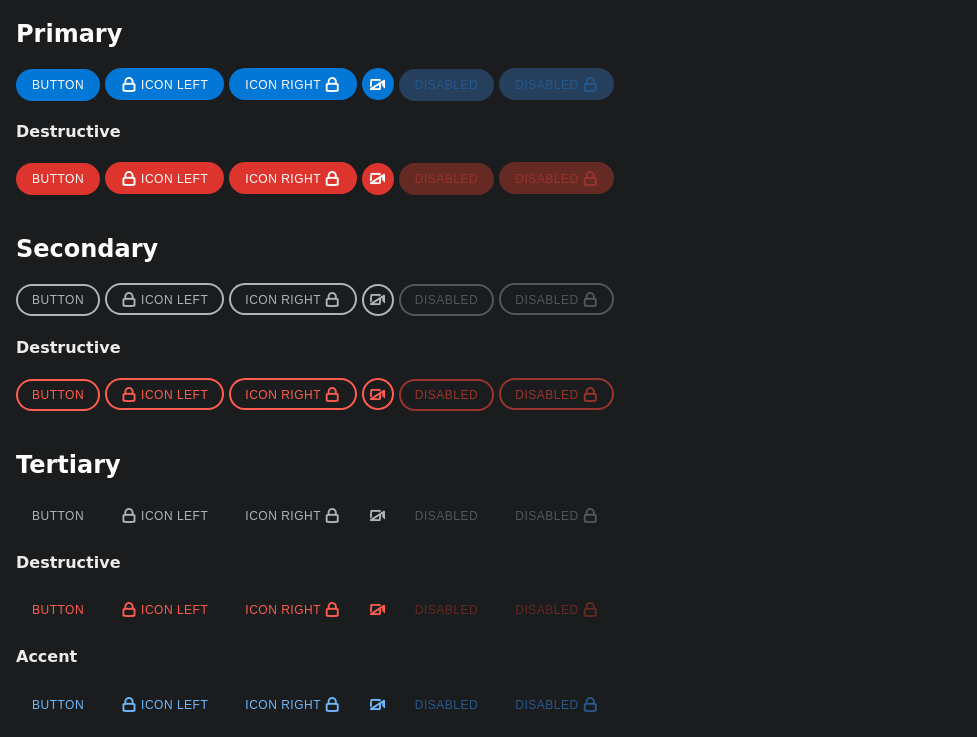 Primary
BUTTON ICON LEFT ICON RIGHT DISABLED DISABLED
Destructive
BUTTON ICON LEFT ICON RIGHT DISABLED DISABLED
Secondary
BUTTON ICON LEFT ICON RIGHT DISABLED DISABLED
Destructive
BUTTON ICON LEFT ICON RIGHT DISABLED DISABLED
Tertiary
BUTTON ICON LEFT ICON RIGHT DISABLED DISABLED
Destructive
BUTTON ICON LEFT ICON RIGHT DISABLED DISABLED
Accent
BUTTON ICON LEFT ICON RIGHT DISABLED DISABLED